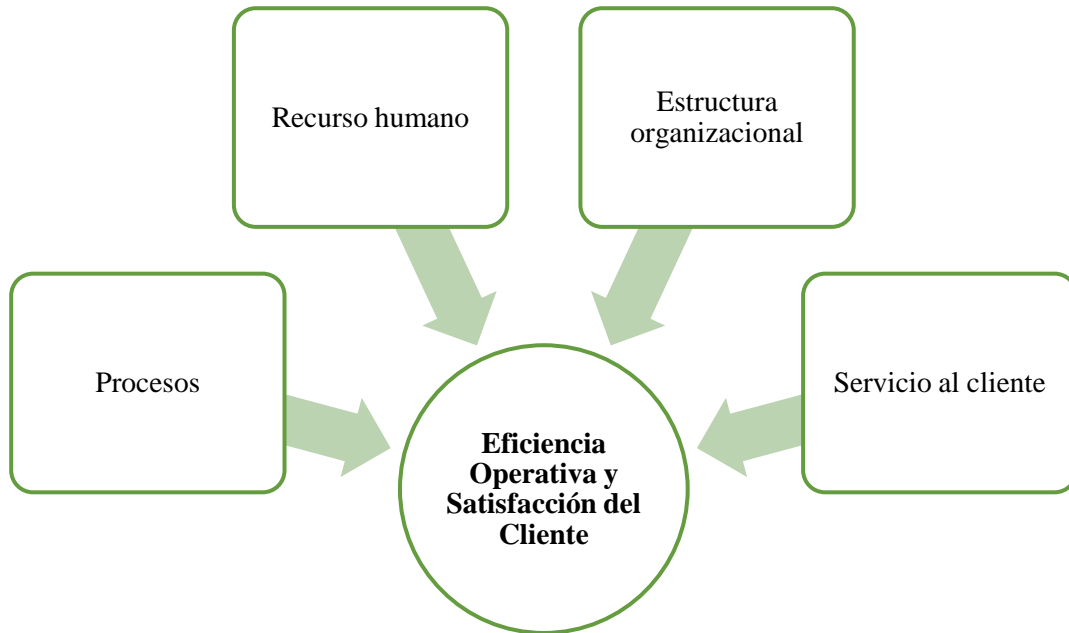 Recurso humano
Estructura
organizacional
Procesos
Servicio al cliente
Eficiencia
Operativa y
Satisfacción del
Cliente